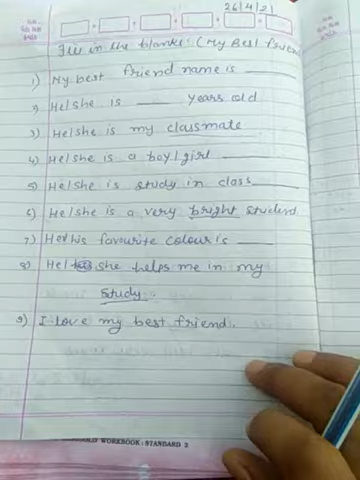 26/4/21
Fill in the blanks: (My Best friend
1) My best friend name is ______
2) He/she is ____ years old
3) He/she is my classmate
4) He/she is a boy/girl ______
5) He/she is study in class ______
6) He/she is a very bright student
7) Her/his favourite colour is ____
8) He/ she helps me in my
study.
9) I love my best friend.
WORKBOOK: STANDARD 2